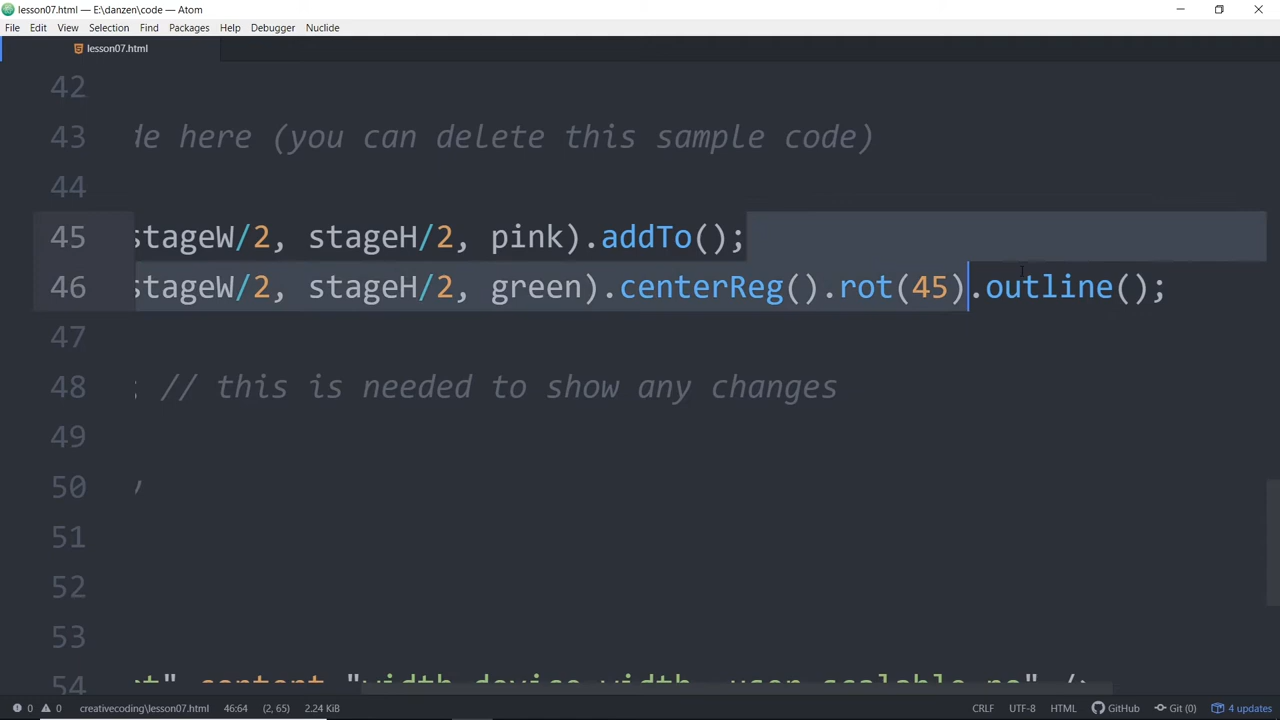 lesson07.html — E:\danzen\code — Atom
File Edit View Selection Find Packages Help Debugger Nuclide
lesson07.html
42
43 de here (you can delete this sample code)
44
45 stageW/2, stageH/2, pink).addTo();
46 stageW/2, stageH/2, green).centerReg().rot(45).outline();
47
48 ; // this is needed to show any changes
49
50
51
52
53
54 content "width device width, user scalable no" />
0 0 creativecoding\lesson07.html 46:64 (2, 65) 2.24 KiB CRLF UTF-8 HTML GitHub Git (0) 4 updates